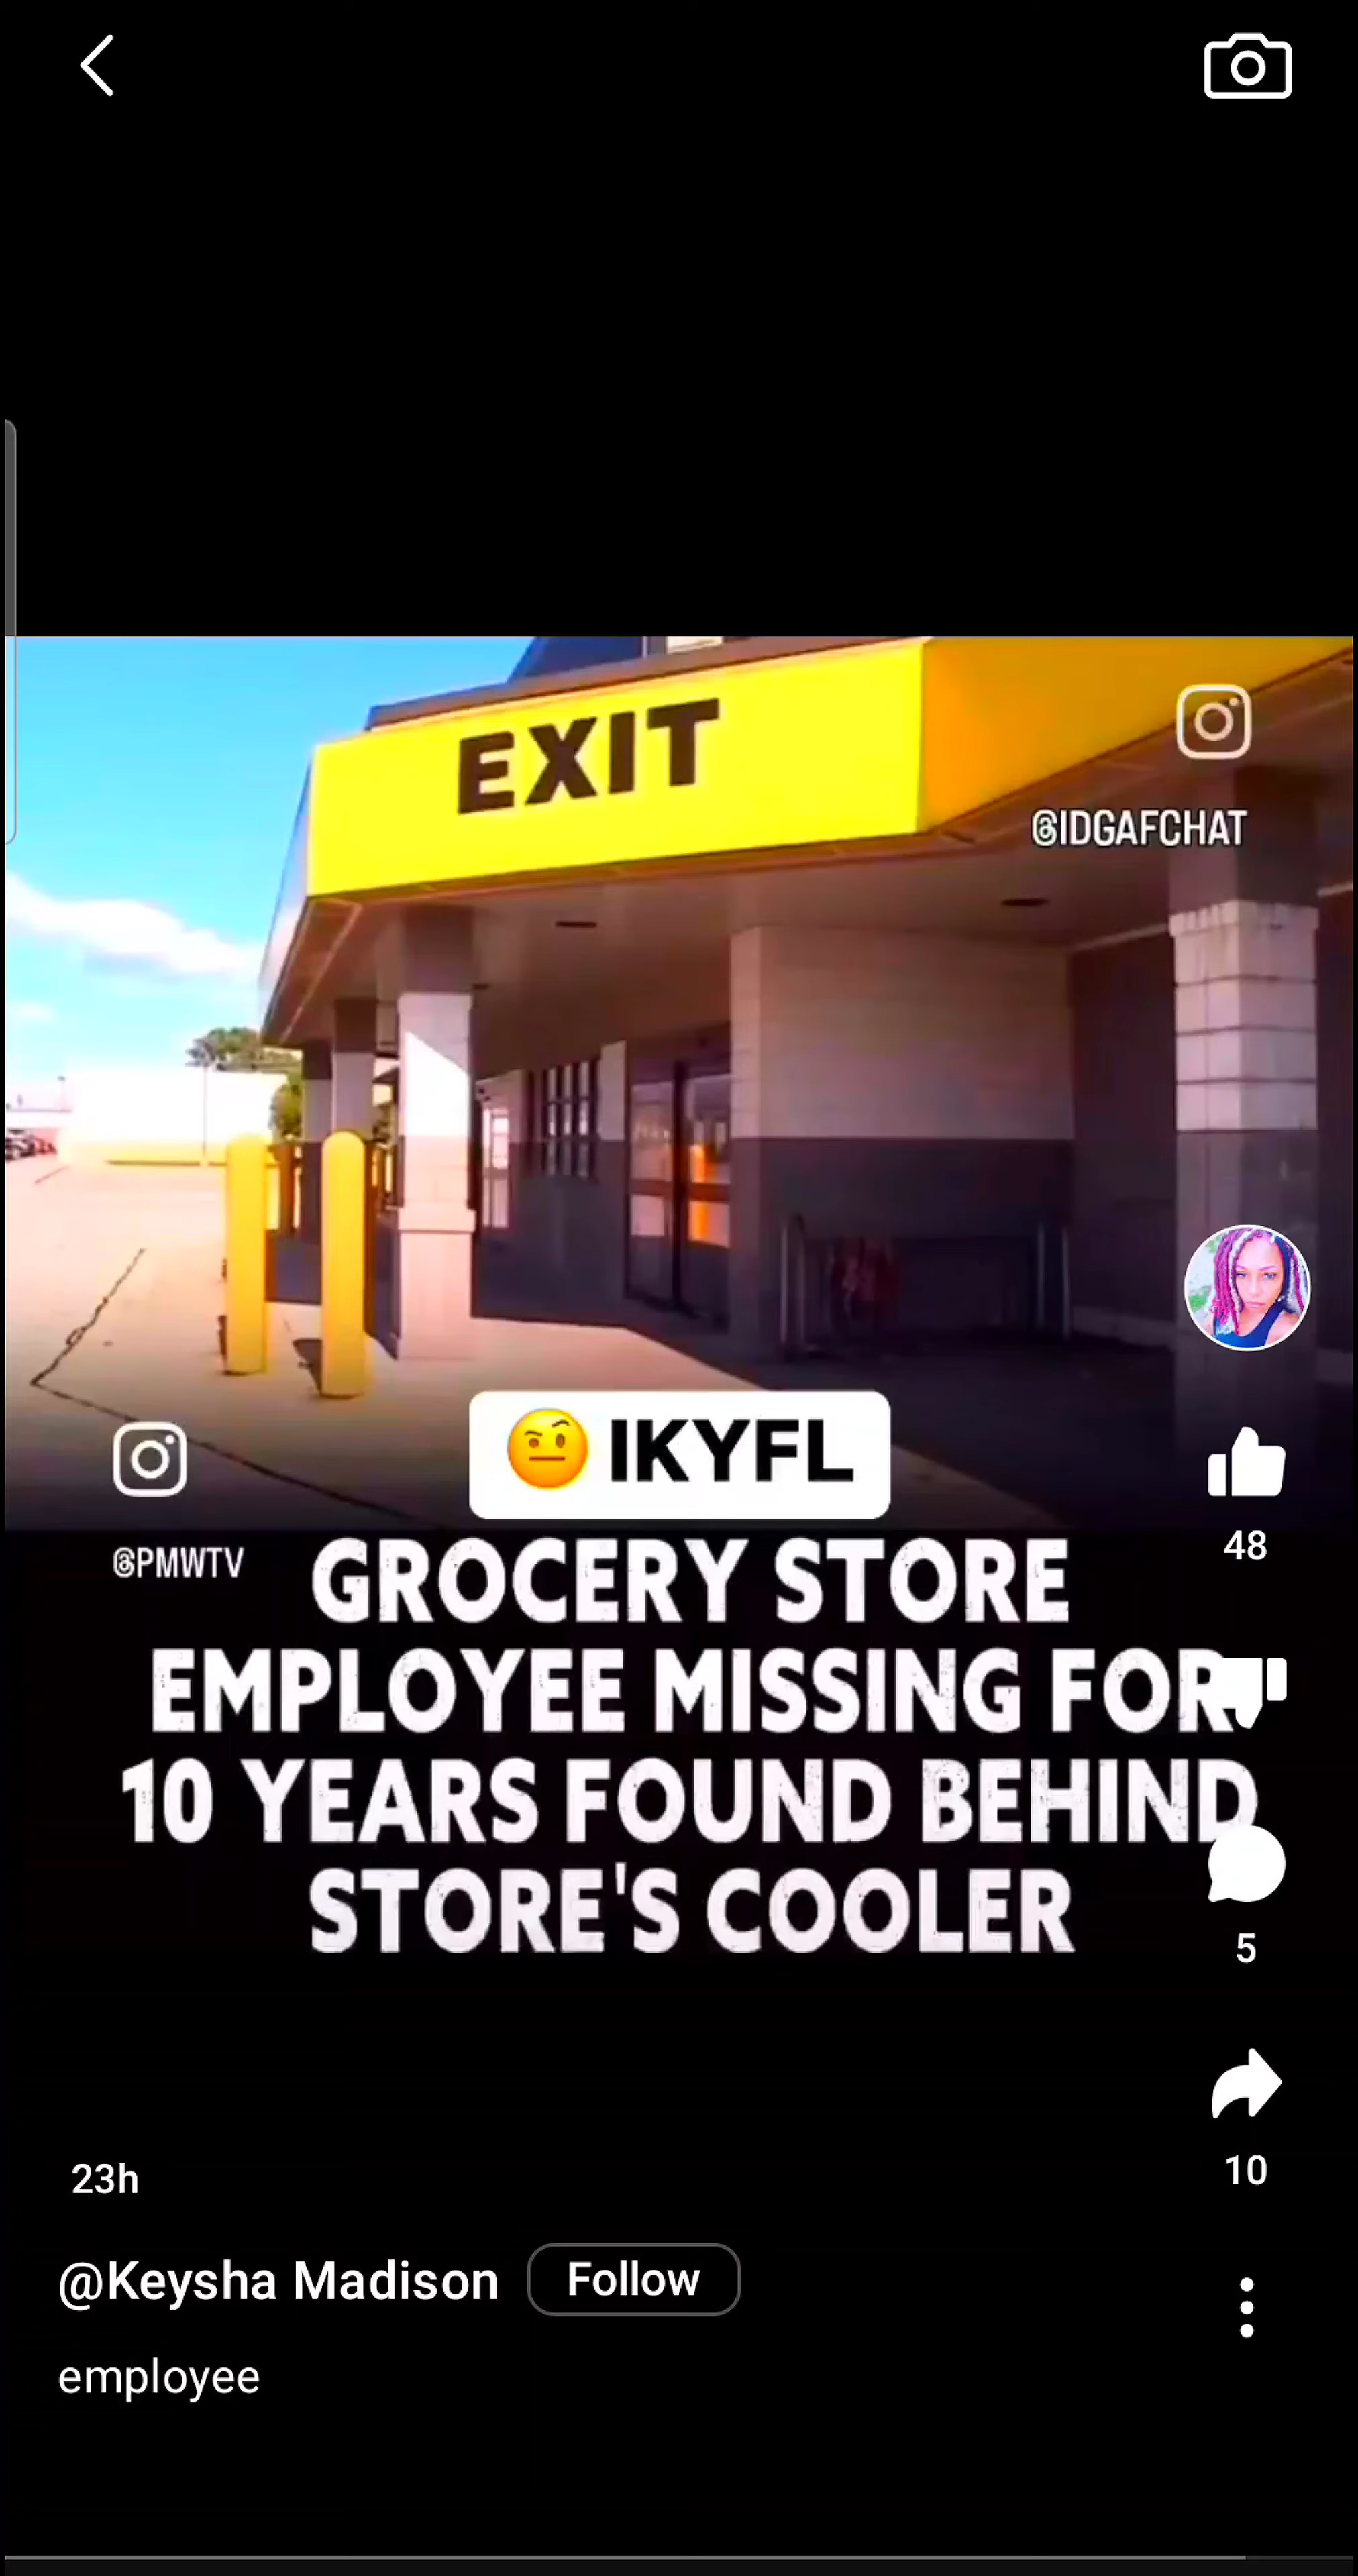 EXIT
@IDGAFCHAT
🤨 IKYFL
@PMWTV
GROCERY STORE
EMPLOYEE MISSING FOR
10 YEARS FOUND BEHIND
STORE'S COOLER
48
5
10
23h
@Keysha Madison
Follow
employee